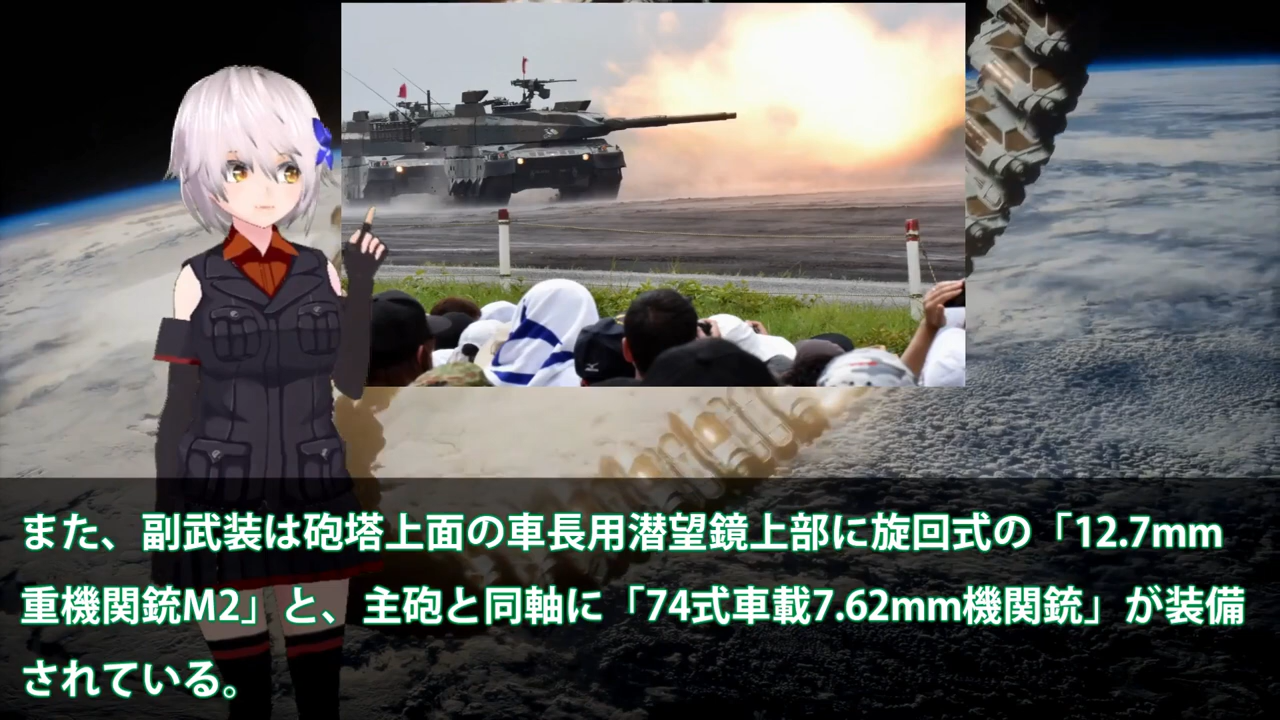 また、副武装は砲塔上面の車長用潜望鏡上部に旋回式の「12.7mm
重機関銃M2」と、主砲と同軸に「74式車載7.62mm機関銃」が装備
されている。